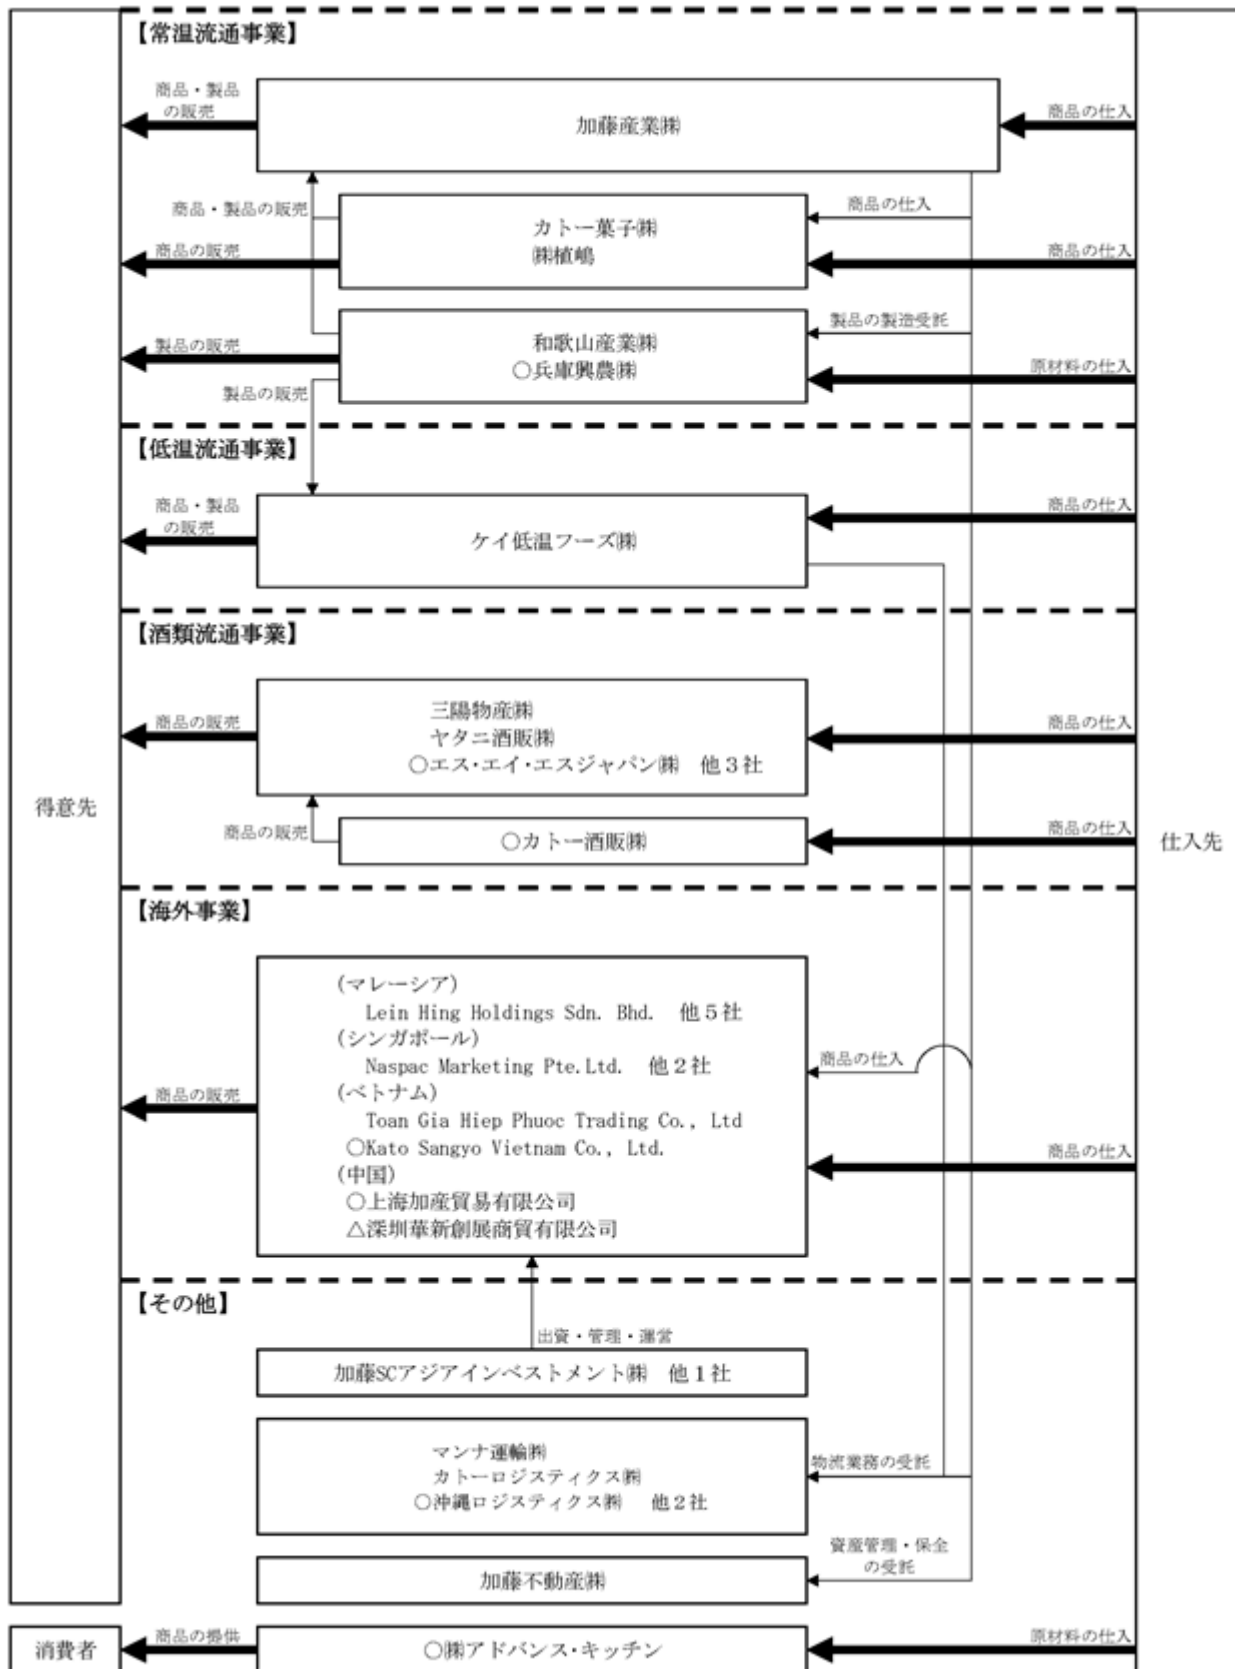 【常温流通事業】
商品・製品
の販売
加藤産業㈱
商品の仕入
商品・製品の販売
カトー菓子㈱
㈱植嶋
商品の仕入
商品の販売
商品の仕入
和歌山産業㈱
○兵庫興農㈱
製品の製造受託
製品の販売
原材料の仕入
製品の販売
【低温流通事業】
商品・製品
の販売
ケイ低温フーズ㈱
商品の仕入
【酒類流通事業】
商品の販売
三陽物産㈱
ヤタニ酒販㈱
○エス・エイ・エスジャパン㈱ 他3社
商品の仕入
得意先
商品の販売
○カトー酒販㈱
商品の仕入
仕入先
【海外事業】
(マレーシア)
Lein Hing Holdings Sdn. Bhd. 他5社
(シンガポール)
Naspac Marketing Pte.Ltd. 他2社
(ベトナム)
Toan Gia Hiep Phuoc Trading Co., Ltd
○Kato Sangyo Vietnam Co., Ltd.
(中国)
○上海加産貿易有限公司
△深圳華新創展商貿有限公司
商品の仕入
商品の販売
商品の仕入
【その他】
出資・管理・運営
加藤SCアジアインベストメント㈱ 他1社
マンナ運輸㈱
カトーロジスティクス㈱
○沖縄ロジスティクス㈱ 他2社
物流業務の受託
加藤不動産㈱
資産管理・保全
の受託
消費者
商品の提供
○㈱アドバンス・キッチン
原材料の仕入